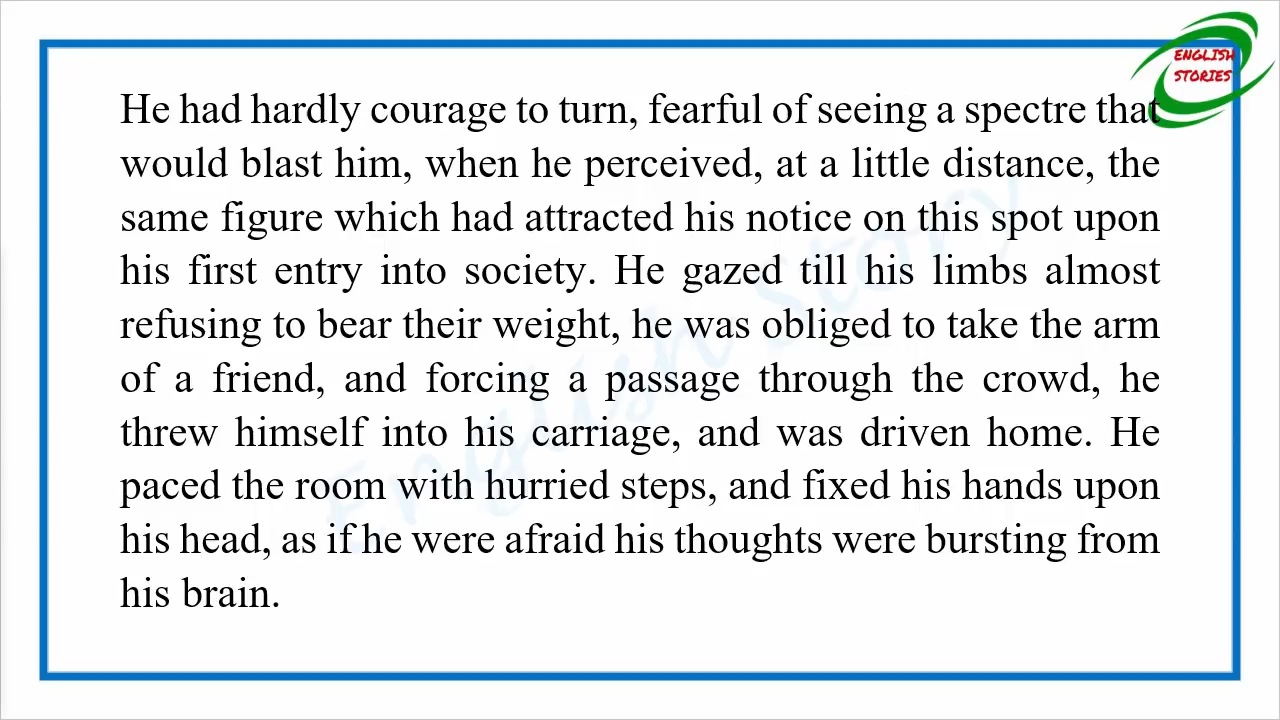 ENGLISH
STORIES
He had hardly courage to turn, fearful of seeing a spectre that
would blast him, when he perceived, at a little distance, the
same figure which had attracted his notice on this spot upon
his first entry into society. He gazed till his limbs almost
refusing to bear their weight, he was obliged to take the arm
of a friend, and forcing a passage through the crowd, he
threw himself into his carriage, and was driven home. He
paced the room with hurried steps, and fixed his hands upon
his head, as if he were afraid his thoughts were bursting from
his brain.
English Story